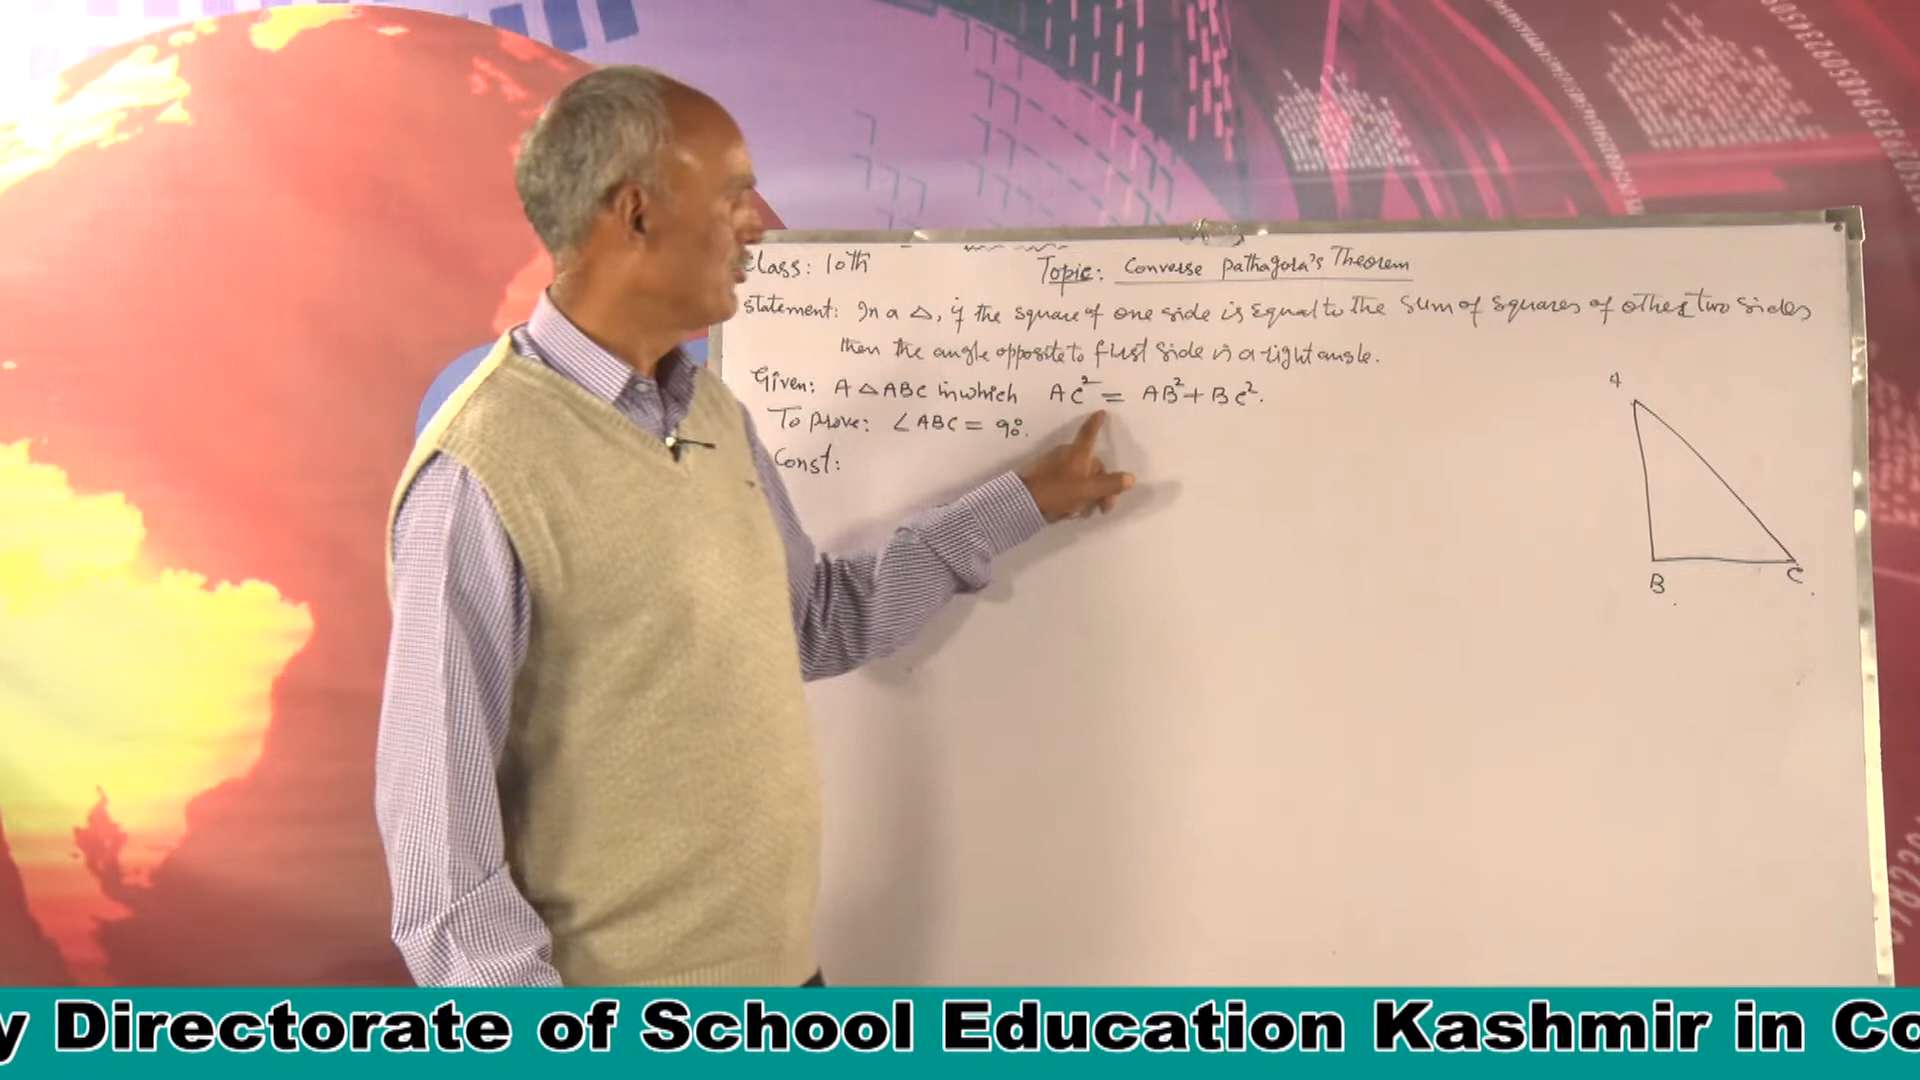 Class: 10th Topic: Converse Pathagora's Theorem
Statement: In a △, if the square of one side is Equal to the Sum of Squares of other two sides
then the angle opposite to first side is a right angle.
Given: A △ABC in which AC² = AB² + BC².
To prove: ∠ABC = 90°.
Const:
A
B
C
y Directorate of School Education Kashmir in Co